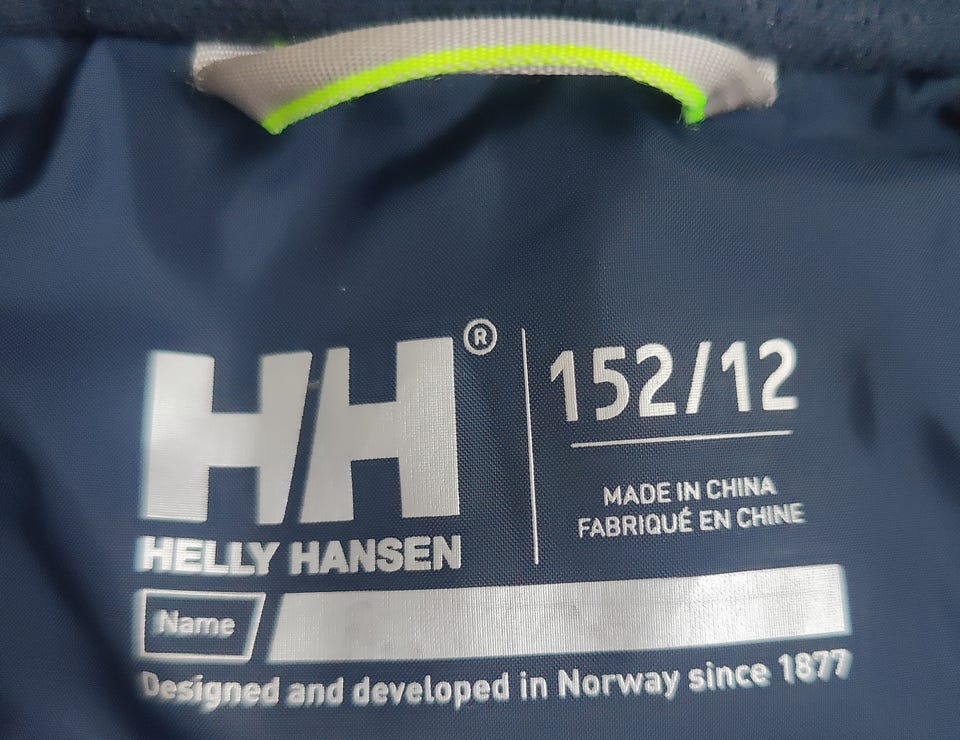 HH®
HELLY HANSEN
152/12
MADE IN CHINA
FABRIQUÉ EN CHINE
Name
Designed and developed in Norway since 1877